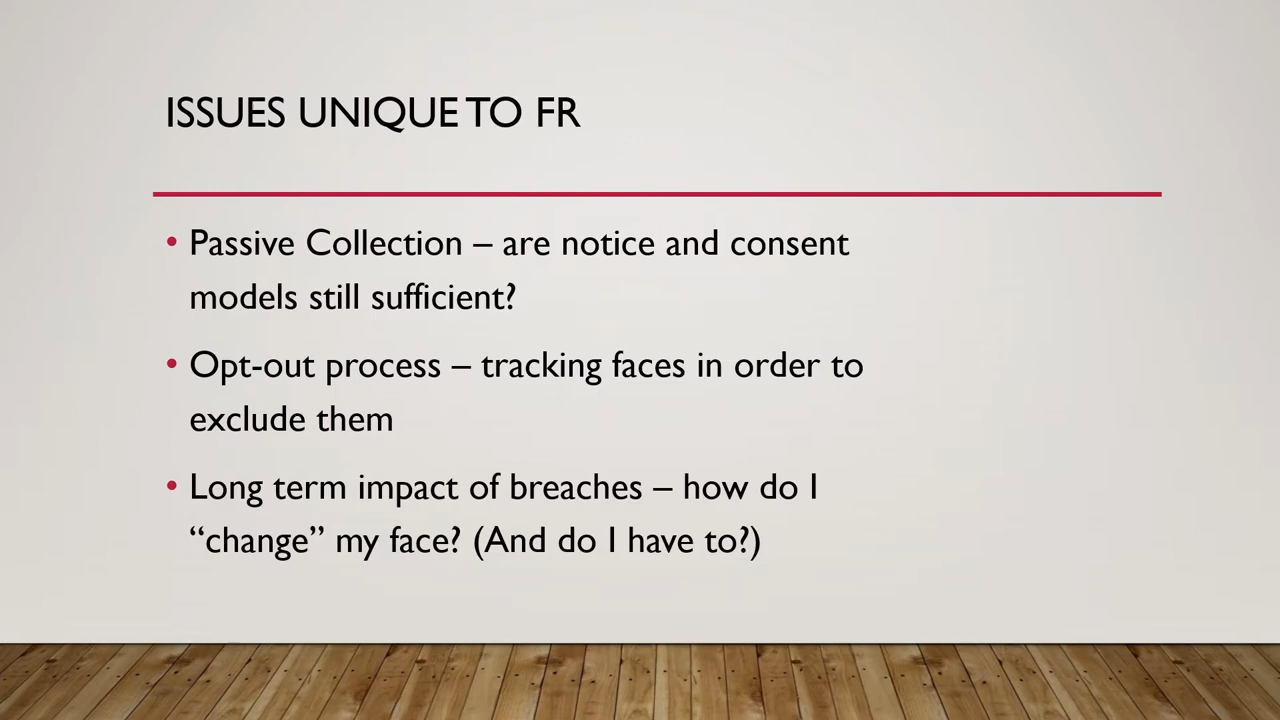 ISSUES UNIQUE TO FR
• Passive Collection – are notice and consent
models still sufficient?
• Opt-out process – tracking faces in order to
exclude them
• Long term impact of breaches – how do I
“change” my face? (And do I have to?)